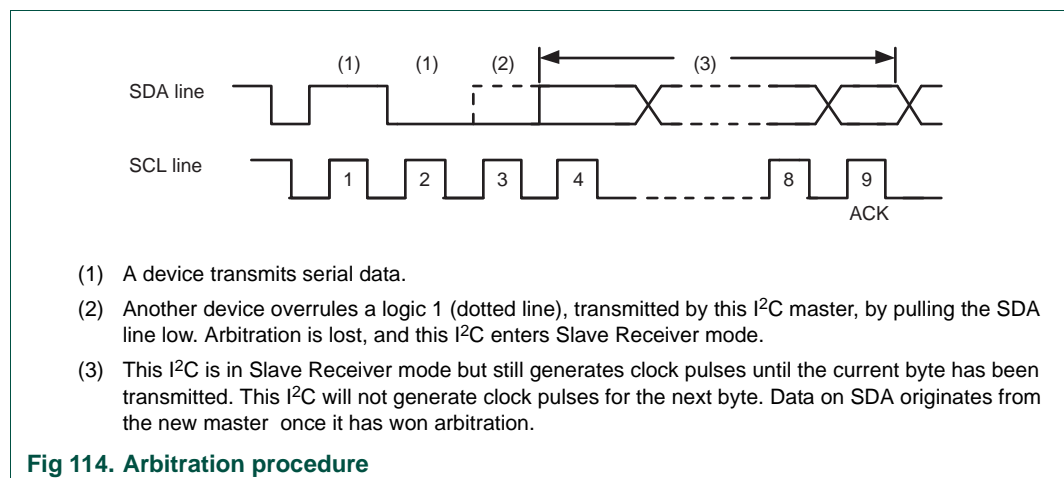 (1) (1) (2) (3)
SDA line
SCL line
1 2 3 4 8 9
ACK
(1) A device transmits serial data.
(2) Another device overrules a logic 1 (dotted line), transmitted by this I2C master, by pulling the SDA
line low. Arbitration is lost, and this I2C enters Slave Receiver mode.
(3) This I2C is in Slave Receiver mode but still generates clock pulses until the current byte has been
transmitted. This I2C will not generate clock pulses for the next byte. Data on SDA originates from
the new master once it has won arbitration.
Fig 114. Arbitration procedure